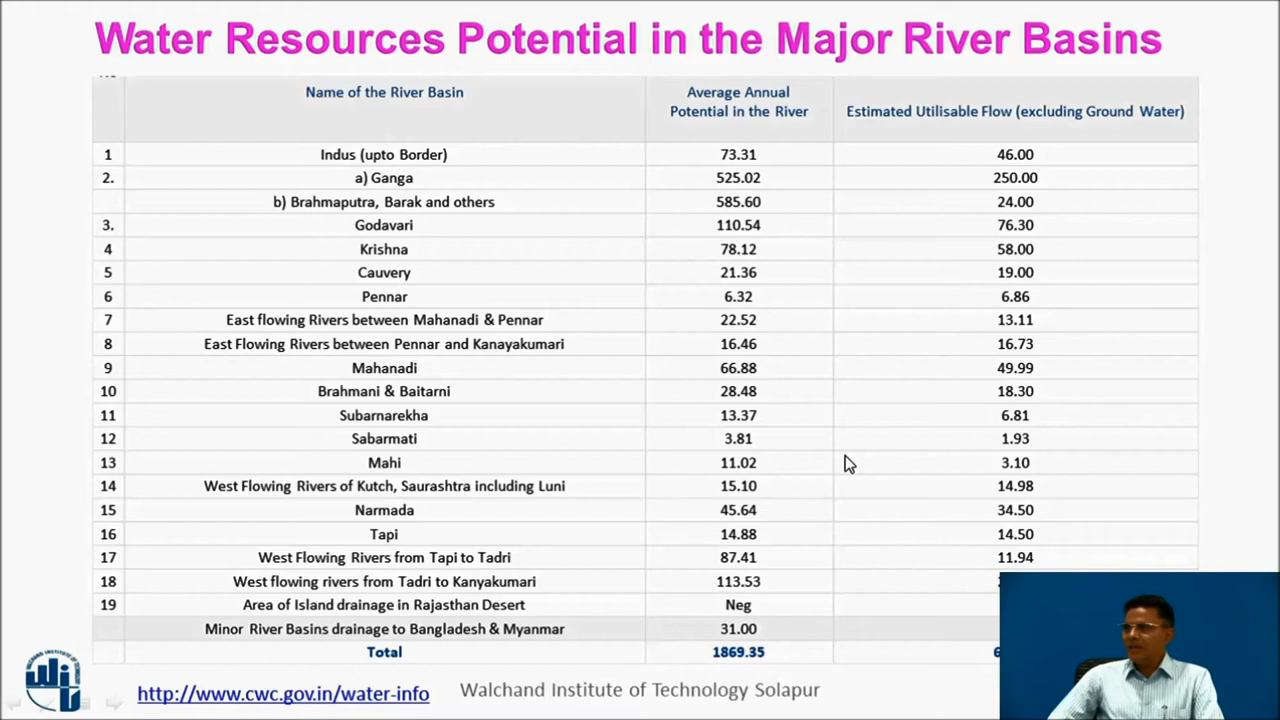 Water Resources Potential in the Major River Basins
Name of the River Basin
Average Annual
Potential in the River
Estimated Utilisable Flow (excluding Ground Water)
1 Indus (upto Border) 73.31 46.00
2. a) Ganga 525.02 250.00
b) Brahmaputra, Barak and others 585.60 24.00
3. Godavari 110.54 76.30
4 Krishna 78.12 58.00
5 Cauvery 21.36 19.00
6 Pennar 6.32 6.86
7 East flowing Rivers between Mahanadi & Pennar 22.52 13.11
8 East Flowing Rivers between Pennar and Kanayakumari 16.46 16.73
9 Mahanadi 66.88 49.99
10 Brahmani & Baitarni 28.48 18.30
11 Subarnarekha 13.37 6.81
12 Sabarmati 3.81 1.93
13 Mahi 11.02 3.10
14 West Flowing Rivers of Kutch, Saurashtra including Luni 15.10 14.98
15 Narmada 45.64 34.50
16 Tapi 14.88 14.50
17 West Flowing Rivers from Tapi to Tadri 87.41 11.94
18 West flowing rivers from Tadri to Kanyakumari 113.53
19 Area of Island drainage in Rajasthan Desert Neg
Minor River Basins drainage to Bangladesh & Myanmar 31.00
Total 1869.35
http://www.cwc.gov.in/water-info
Walchand Institute of Technology Solapur